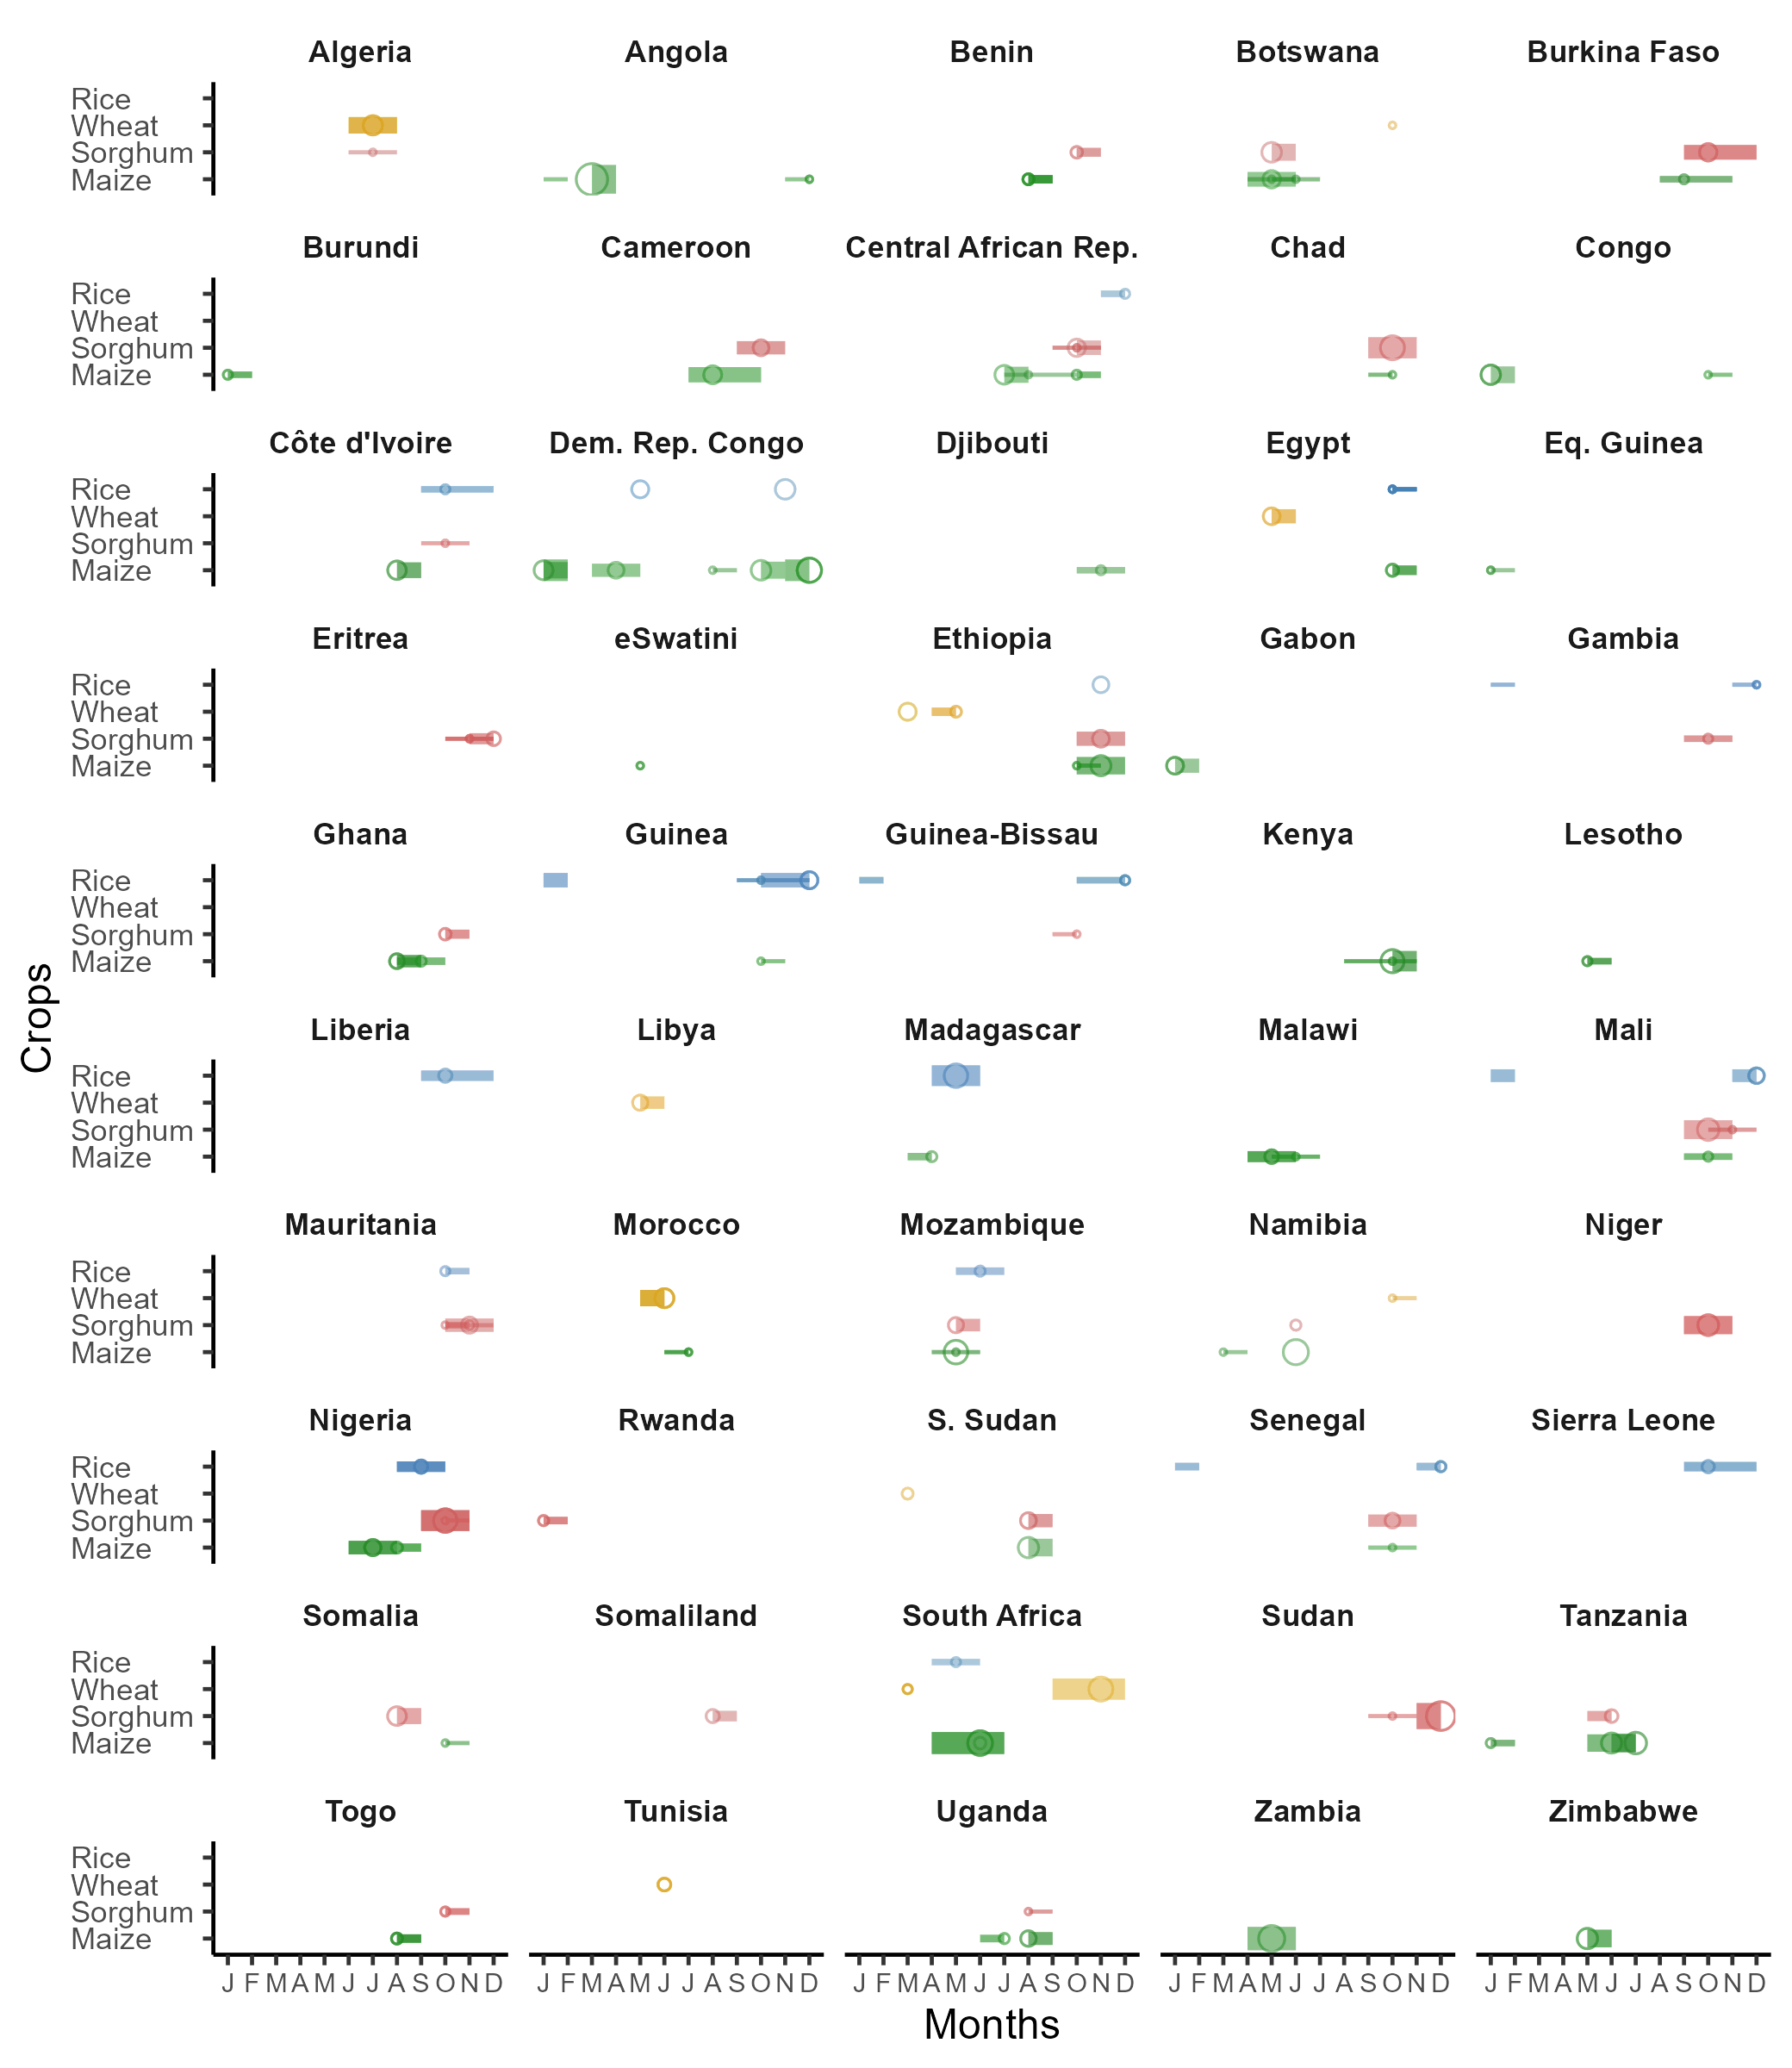 Algeria Angola Benin Botswana Burkina Faso
Rice
Wheat
Sorghum
Maize
Burundi Cameroon Central African Rep. Chad Congo
Rice
Wheat
Sorghum
Maize
Côte d'Ivoire Dem. Rep. Congo Djibouti Egypt Eq. Guinea
Rice
Wheat
Sorghum
Maize
Eritrea eSwatini Ethiopia Gabon Gambia
Rice
Wheat
Sorghum
Maize
Ghana Guinea Guinea-Bissau Kenya Lesotho
Rice
Wheat
Sorghum
Maize
Crops
Liberia Libya Madagascar Malawi Mali
Rice
Wheat
Sorghum
Maize
Mauritania Morocco Mozambique Namibia Niger
Rice
Wheat
Sorghum
Maize
Nigeria Rwanda S. Sudan Senegal Sierra Leone
Rice
Wheat
Sorghum
Maize
Somalia Somaliland South Africa Sudan Tanzania
Rice
Wheat
Sorghum
Maize
Togo Tunisia Uganda Zambia Zimbabwe
Rice
Wheat
Sorghum
Maize
J F M A M J J A S O N D J F M A M J J A S O N D J F M A M J J A S O N D J F M A M J J A S O N D J F M A M J J A S O N D
Months